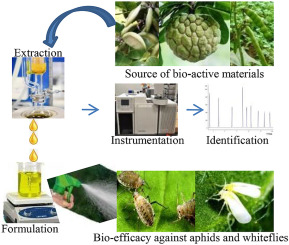 Extraction
Source of bio-active materials
Instrumentation
Identification
Formulation
Bio-efficacy against aphids and whiteflies